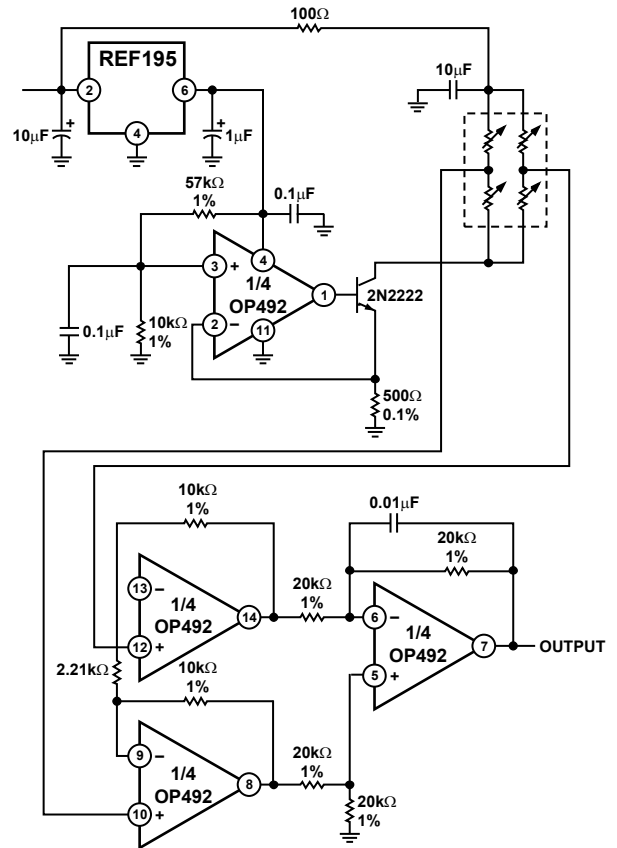 100Ω
REF195
2
6
4
10μF
+
1μF
+
10μF
57kΩ
1%
0.1μF
3
+
4
1/4
OP492
1
2N2222
2
−
11
0.1μF
10kΩ
1%
500Ω
0.1%
10kΩ
1%
0.01μF
20kΩ
1%
13
−
1/4
OP492
14
12
+
20kΩ
1%
6
−
1/4
OP492
7
OUTPUT
5
+
2.21kΩ
10kΩ
1%
9
−
1/4
OP492
8
10
+
20kΩ
1%
20kΩ
1%